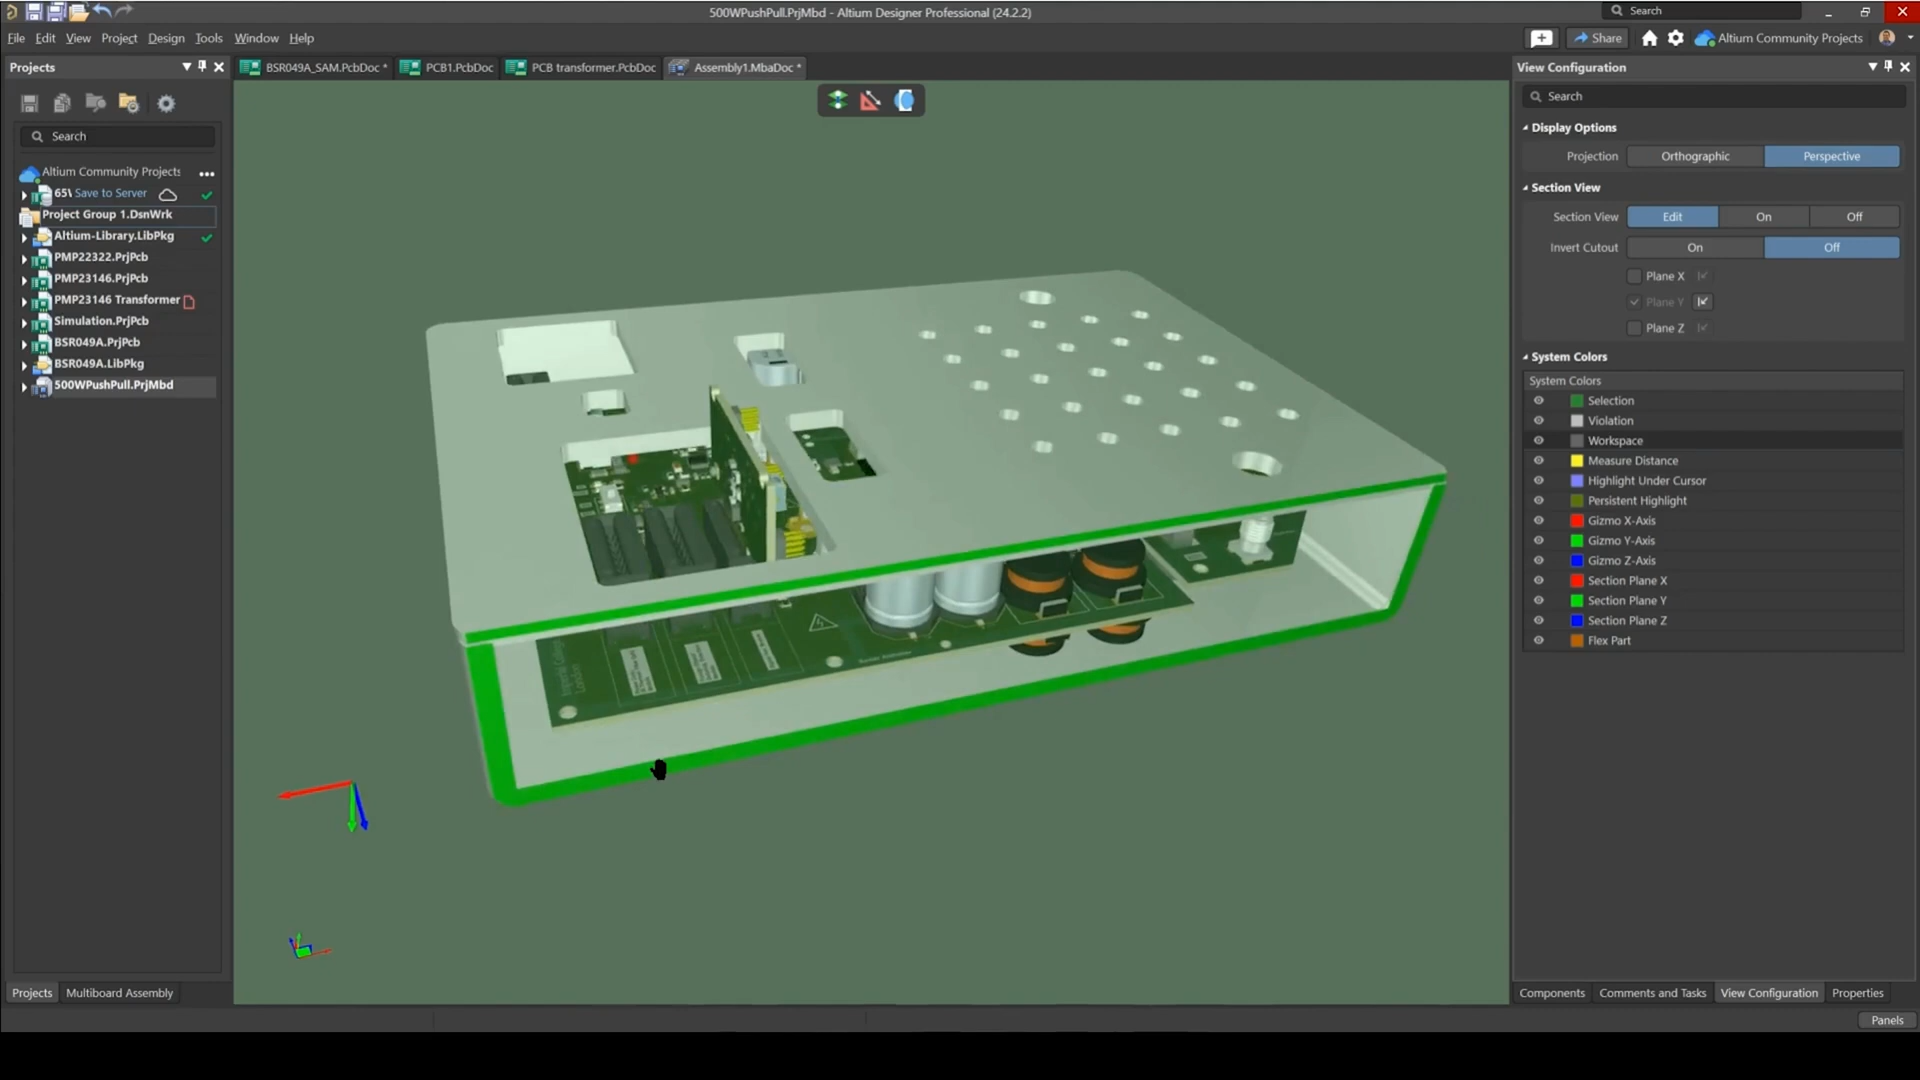 500WPushPull.PrjMbd - Altium Designer Professional (24.2.2)
Search
File Edit View Project Design Tools Window Help
Share
Altium Community Projects
Projects
BSR049A_SAM.PcbDoc *
PCB1.PcbDoc
PCB transformer.PcbDoc
Assembly1.MbaDoc *
View Configuration
Search
Altium Community Projects
65\ Save to Server
Project Group 1.DsnWrk
Altium-Library.LibPkg
PMP22322.PrjPcb
PMP23146.PrjPcb
PMP23146 Transformer
Simulation.PrjPcb
BSR049A.PrjPcb
BSR049A.LibPkg
500WPushPull.PrjMbd
Imperial College
London
Search
Display Options
Projection Orthographic Perspective
Section View
Section View Edit On Off
Invert Cutout On Off
Plane X
Plane Y
Plane Z
System Colors
System Colors
Selection
Violation
Workspace
Measure Distance
Highlight Under Cursor
Persistent Highlight
Gizmo X-Axis
Gizmo Y-Axis
Gizmo Z-Axis
Section Plane X
Section Plane Y
Section Plane Z
Flex Part
Projects Multiboard Assembly
Components Comments and Tasks View Configuration Properties
Panels